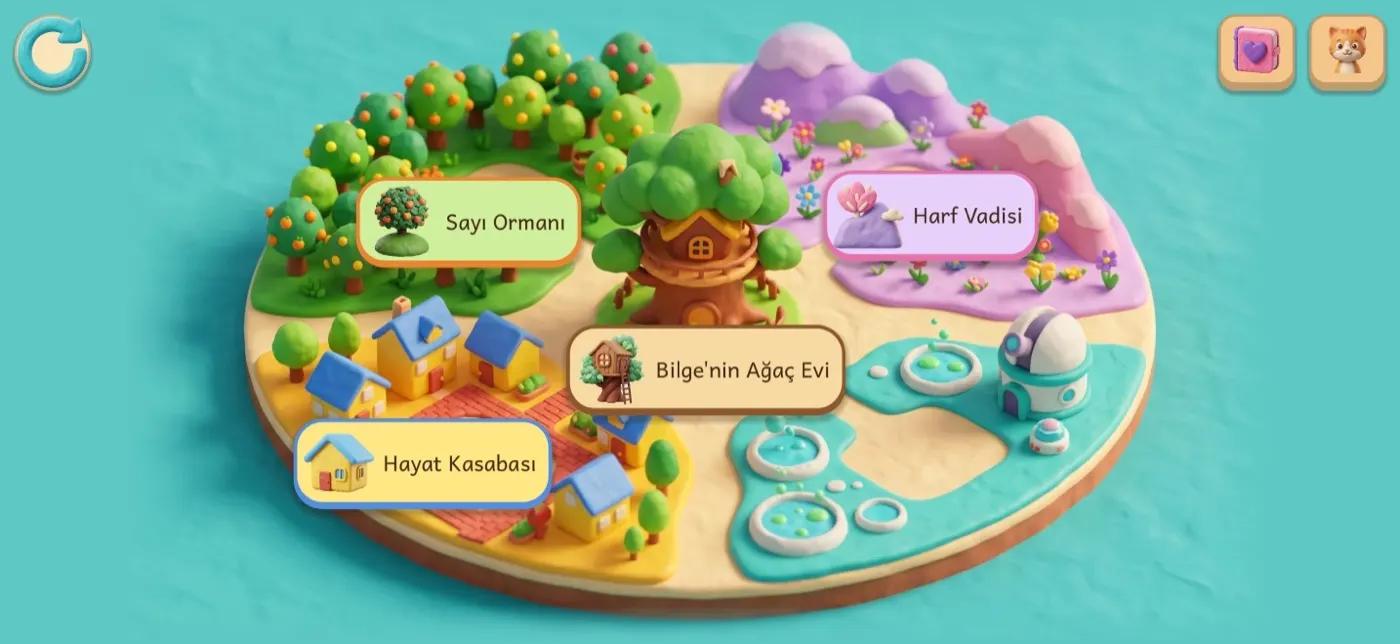 Sayı Ormanı
Harf Vadisi
Bilge'nin Ağaç Evi
Hayat Kasabası